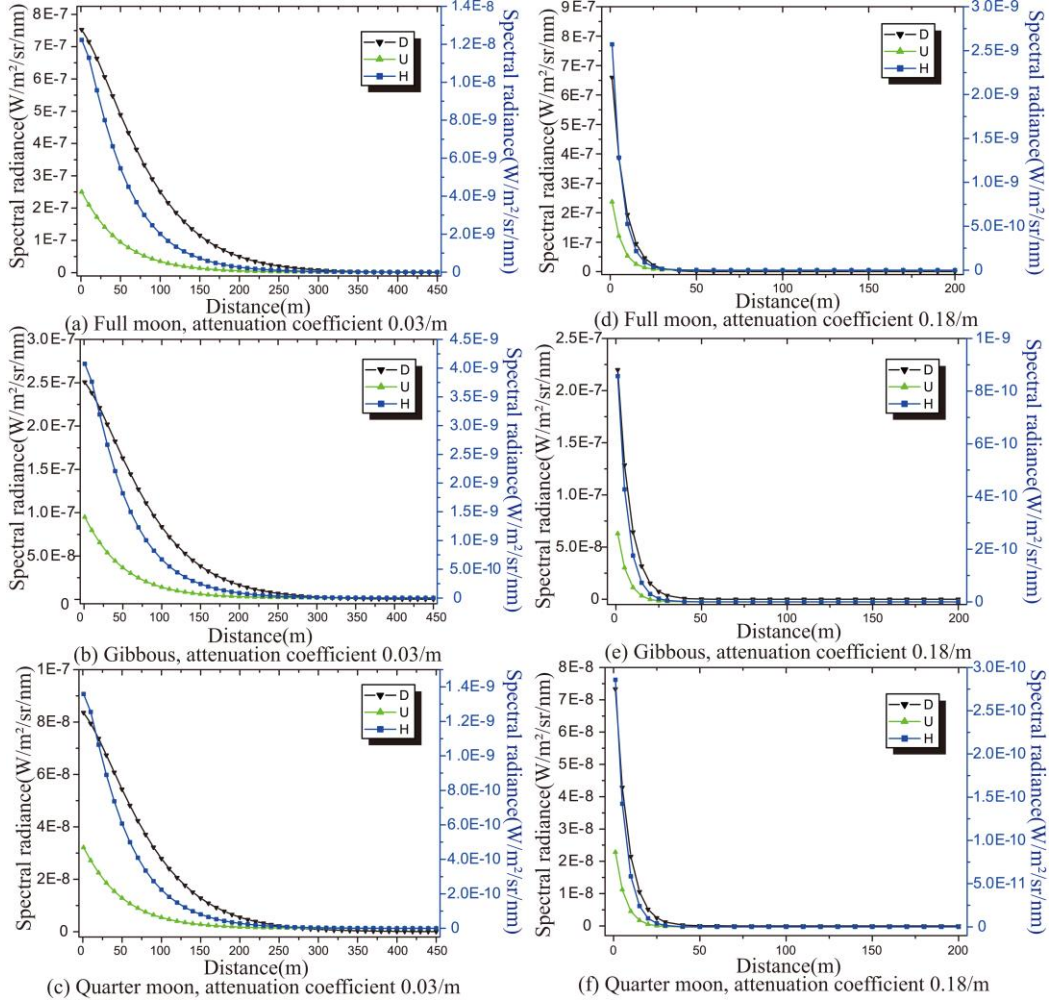 Spectral radiance(W/m²/sr/nm)
8E-7
7E-7
6E-7
5E-7
4E-7
3E-7
2E-7
1E-7
0
D
U
H
1.4E-8
1.2E-8
1.0E-8
8.0E-9
6.0E-9
4.0E-9
2.0E-9
0.0
Spectral radiance(W/m²/sr/nm)
0 50 100 150 200 250 300 350 400 450
Distance(m)
(a) Full moon, attenuation coefficient 0.03/m
Spectral radiance(W/m²/sr/nm)
9E-7
8E-7
7E-7
6E-7
5E-7
4E-7
3E-7
2E-7
1E-7
0
D
U
H
3.0E-9
2.5E-9
2.0E-9
1.5E-9
1.0E-9
5.0E-10
0
Spectral radiance(W/m²/sr/nm)
0 50 100 150 200
Distance(m)
(d) Full moon, attenuation coefficient 0.18/m
Spectral radiance(W/m²/sr/nm)
3.0E-7
2.5E-7
2.0E-7
1.5E-7
1.0E-7
5.0E-8
0
D
U
H
4.5E-9
4.0E-9
3.5E-9
3.0E-9
2.5E-9
2.0E-9
1.5E-9
1.0E-9
5.0E-10
0
Spectral radiance(W/m²/sr/nm)
0 50 100 150 200 250 300 350 400 450
Distance(m)
(b) Gibbous, attenuation coefficient 0.03/m
Spectral radiance(W/m²/sr/nm)
2.5E-7
2.0E-7
1.5E-7
1.0E-7
5.0E-8
0
D
U
H
1E-9
8E-10
6E-10
4E-10
2E-10
0
Spectral radiance(W/m²/sr/nm)
0 50 100 150 200
Distance(m)
(e) Gibbous, attenuation coefficient 0.18/m
Spectral radiance(W/m²/sr/nm)
1E-7
8E-8
6E-8
4E-8
2E-8
0
D
U
H
1.4E-9
1.2E-9
1.0E-9
8.0E-10
6.0E-10
4.0E-10
2.0E-10
0
Spectral radiance(W/m²/sr/nm)
0 50 100 150 200 250 300 350 400 450
Distance(m)
(c) Quarter moon, attenuation coefficient 0.03/m
Spectral radiance(W/m²/sr/nm)
8E-8
7E-8
6E-8
5E-8
4E-8
3E-8
2E-8
1E-8
0
D
U
H
3.0E-10
2.5E-10
2.0E-10
1.5E-10
1.0E-10
5.0E-11
0
Spectral radiance(W/m²/sr/nm)
0 50 100 150 200
Distance(m)
(f) Quarter moon, attenuation coefficient 0.18/m